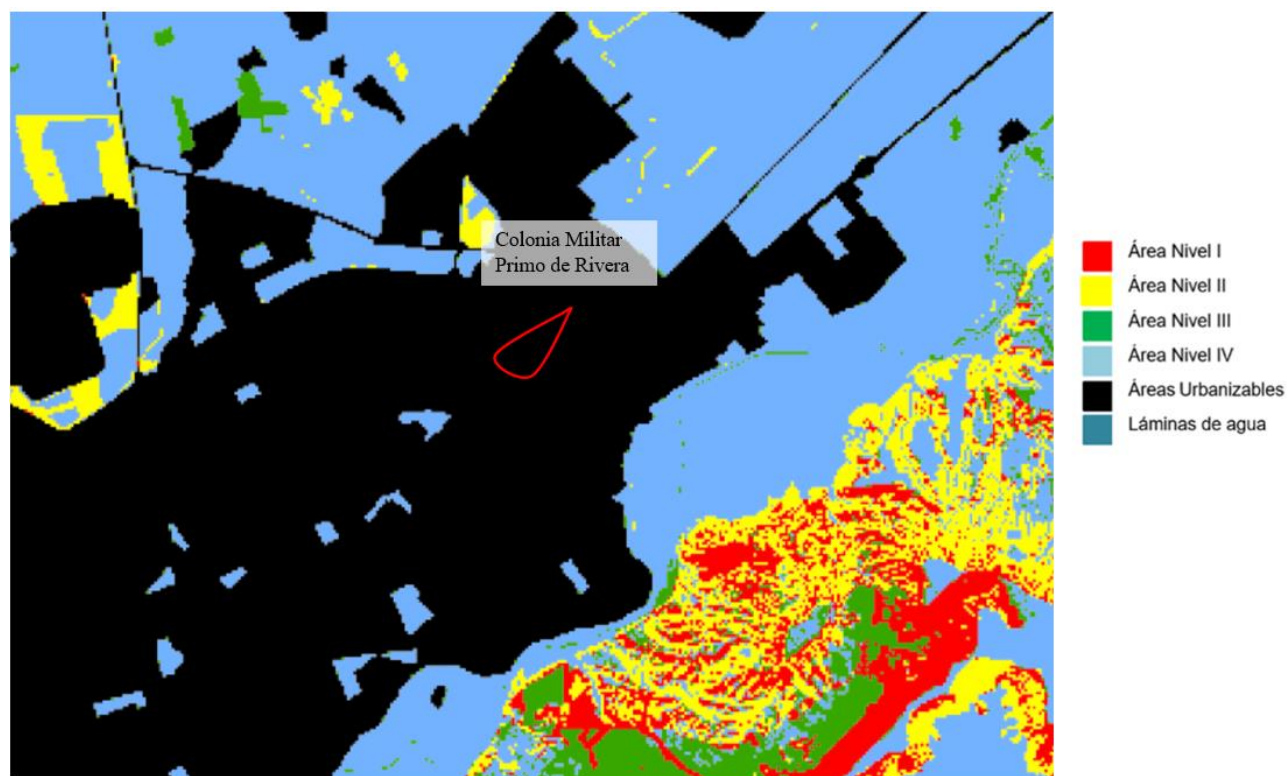 Colonia Militar
Primo de Rivera
Área Nivel I
Área Nivel II
Área Nivel III
Área Nivel IV
Áreas Urbanizables
Láminas de agua